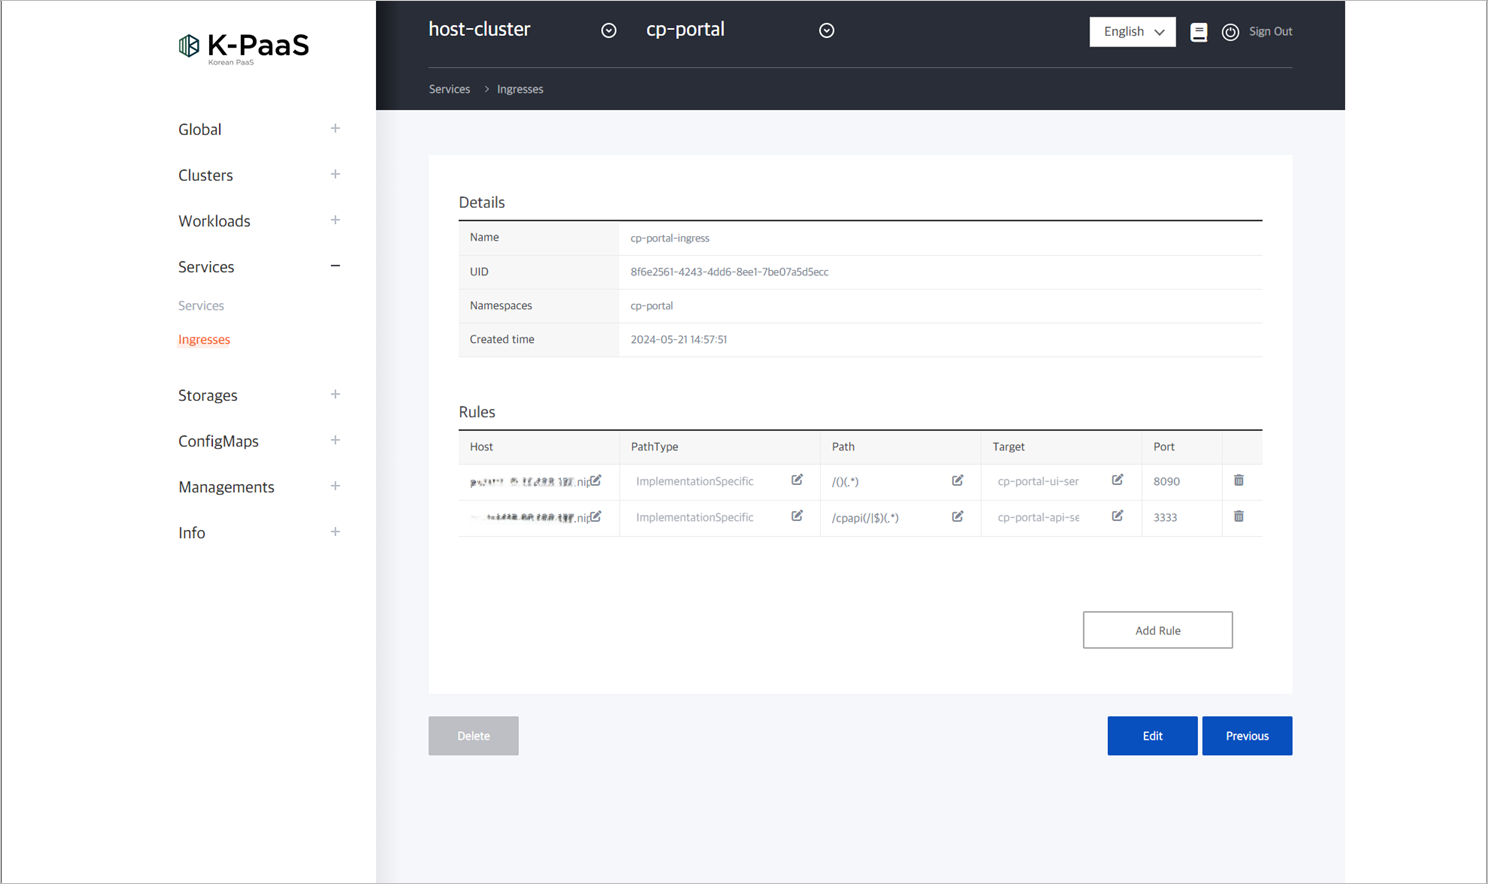 K-PaaS
Korean PaaS
host-cluster
cp-portal
English
Sign Out
Services > Ingresses
Global +
Clusters +
Workloads +
Services −
Services
Ingresses
Storages +
ConfigMaps +
Managements +
Info +
Details
Name cp-portal-ingress
UID 8f6e2561-4243-4dd6-8ee1-7be07a5d5ecc
Namespaces cp-portal
Created time 2024-05-21 14:57:51
Rules
Host PathType Path Target Port
.nip ImplementationSpecific /()(.*) cp-portal-ui-ser 8090
.nip ImplementationSpecific /cpapi(/|$)(.*) cp-portal-api-se 3333
Add Rule
Delete
Edit
Previous